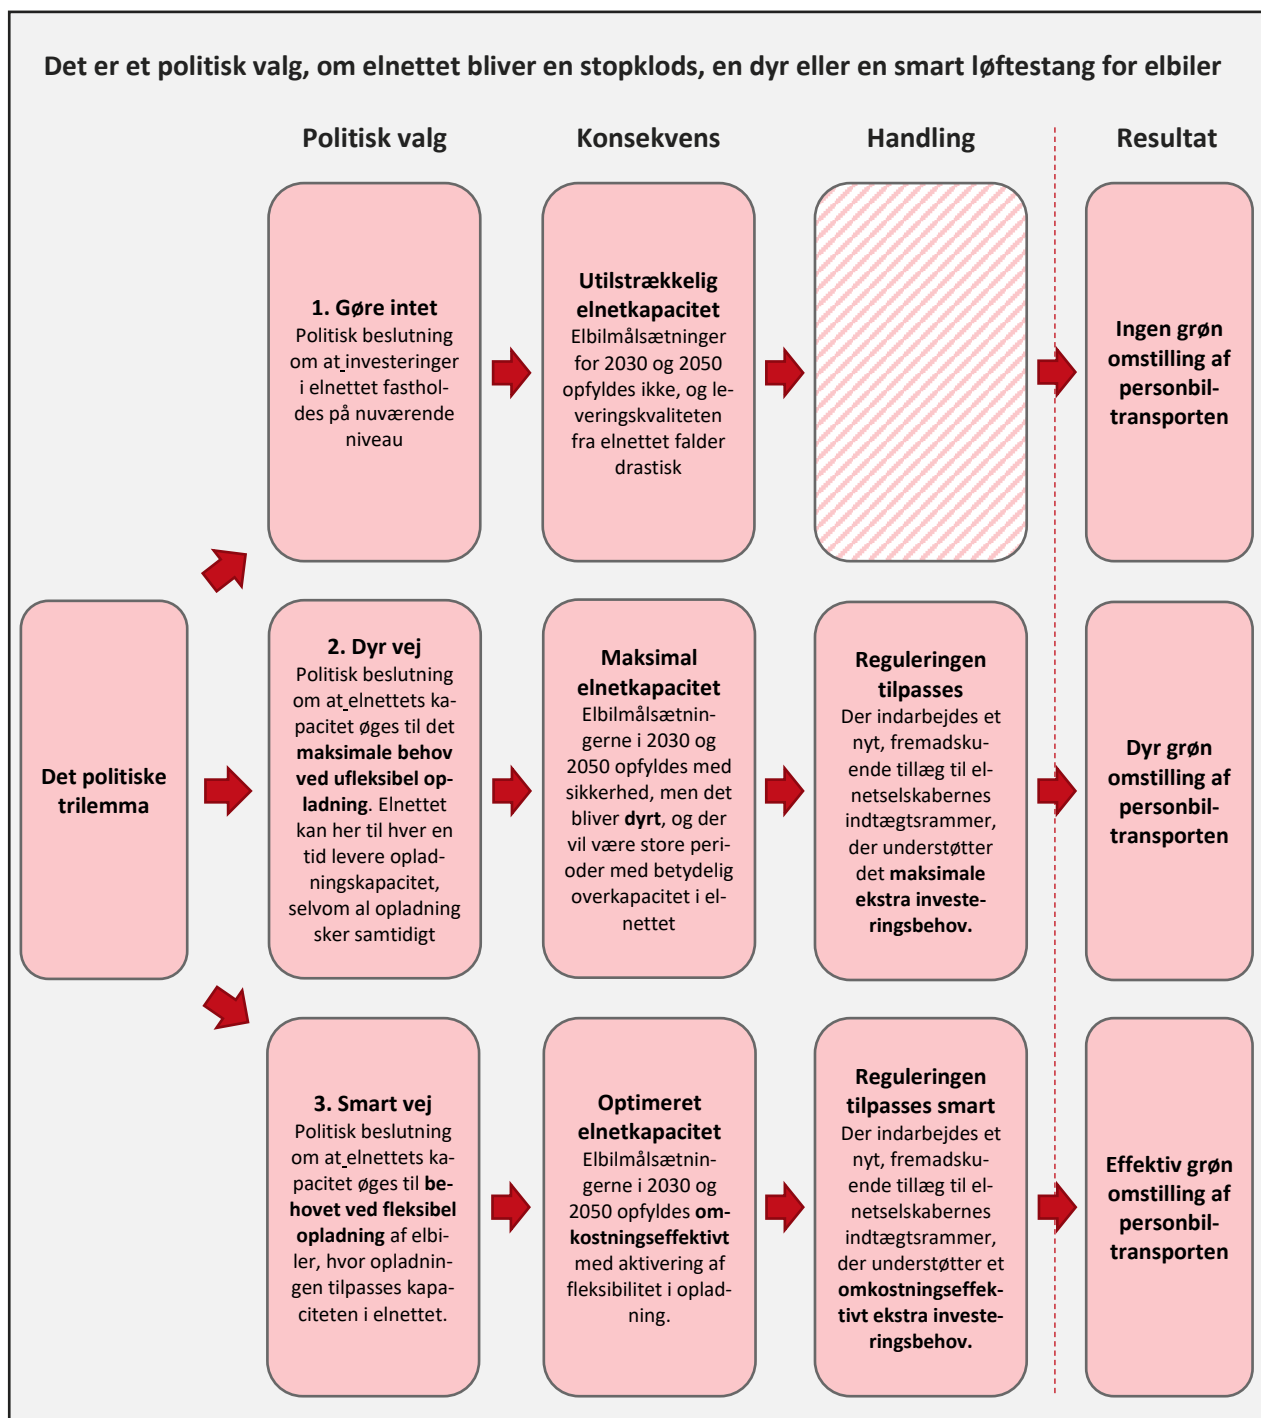 Det er et politisk valg, om elnettet bliver en stopklods, en dyr eller en smart løftestang for elbiler
Politisk valg
Konsekvens
Handling
Resultat
1. Gøre intet
Politisk beslutning
om at investeringer
i elnettet fasthol-
des på nuværende
niveau
Utilstrækkelig
elnetkapacitet
Elbilmålsætninger
for 2030 og 2050
opfyldes ikke, og le-
veringskvaliteten
fra elnettet falder
drastisk
Ingen grøn
omstilling af
personbil-
transporten
Det politiske
trilemma
2. Dyr vej
Politisk beslutning
om at elnettets ka-
pacitet øges til det
maksimale behov
ved ufleksibel op-
ladning. Elnettet
kan her til hver en
tid levere oplad-
ningskapacitet,
selvom al opladning
sker samtidigt
Maksimal
elnetkapacitet
Elbilmålsætnin-
gerne i 2030 og
2050 opfyldes med
sikkerhed, men det
bliver dyrt, og der
vil være store peri-
oder med betydelig
overkapacitet i el-
nettet
Reguleringen
tilpasses
Der indarbejdes et
nyt, fremadsku-
ende tillæg til el-
netselskabernes
indtægtsrammer,
der understøtter
det maksimale
ekstra investe-
ringsbehov.
Dyr grøn
omstilling af
personbil-
transporten
3. Smart vej
Politisk beslutning
om at elnettets ka-
pacitet øges til be-
hovet ved fleksibel
opladning af elbi-
ler, hvor opladnin-
gen tilpasses kapa-
citeten i elnettet.
Optimeret
elnetkapacitet
Elbilmålsætnin-
gerne i 2030 og
2050 opfyldes om-
kostningseffektivt
med aktivering af
fleksibilitet i oplad-
ning.
Reguleringen
tilpasses smart
Der indarbejdes et
nyt, fremadsku-
ende tillæg til el-
netselskabernes
indtægtsrammer,
der understøtter et
omkostningseffek-
tivt ekstra investe-
ringsbehov.
Effektiv grøn
omstilling af
personbil-
transporten